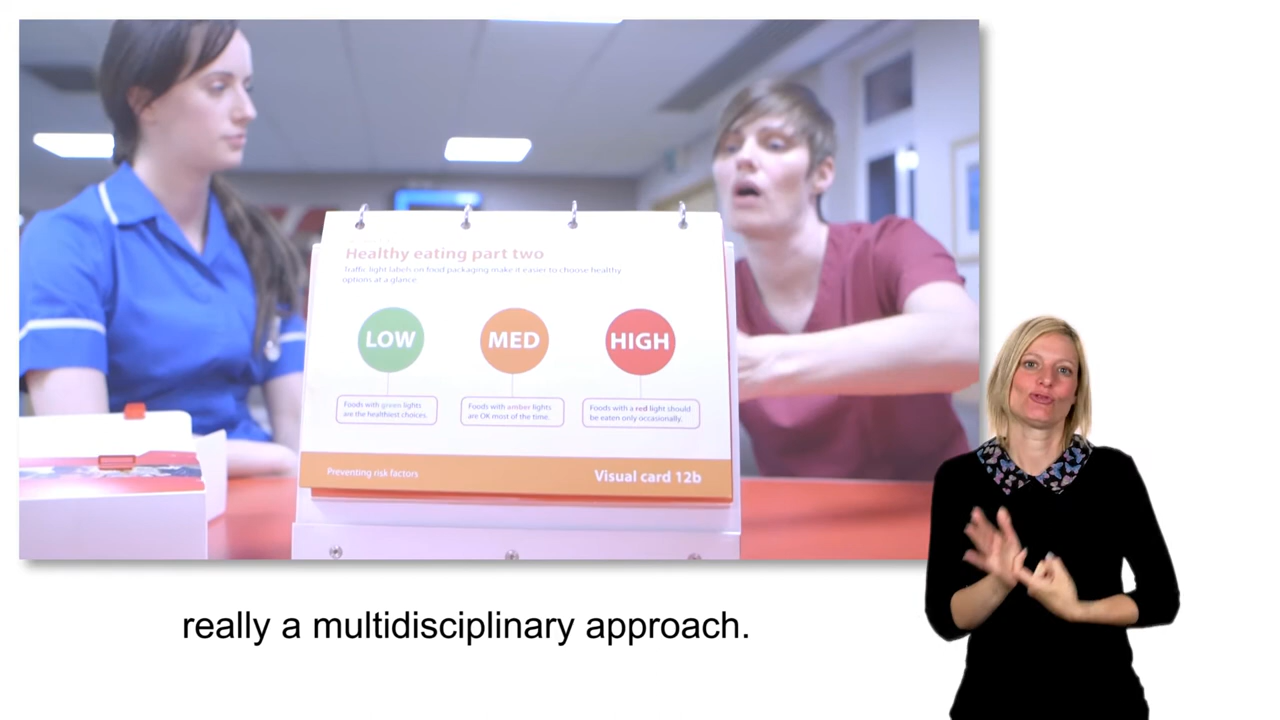 Healthy eating part two
Traffic light labels on food packaging make it easier to choose healthy
options at a glance
LOW
MED
HIGH
Foods with green lights
are the healthiest choices.
Foods with amber lights
are OK most of the time.
Foods with a red light should
be eaten only occasionally.
Preventing risk factors
Visual card 12b
really a multidisciplinary approach.